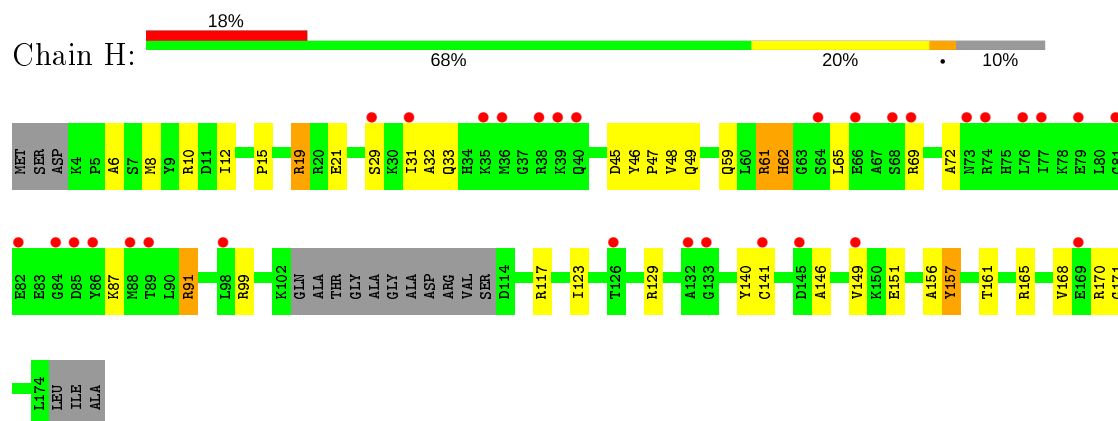 18%
Chain H:
68% 20% • 10%
MET SER ASP K4 P5 A6 S7 M8 Y9 R10 D11 I12 P15 R19 R20 E21 S29 K30 I31 A32 Q33 H34 K35 M36 G37 R38 K39 Q40 D45 Y46 P47 V48 Q49 Q59 L60 R61 H62 G63 S64 L65 E66 A67 S68 R69 A72 N73 R74 H75 L76 I77 K78 E79 L80 G81
E82 E83 G84 D85 Y86 K87 M88 T89 L90 R91 L98 R99 K102 GLN ALA THR GLY ALA GLY ALA ASP ARG VAL SER D114 R117 I123 T126 R129 A132 G133 Y140 C141 D145 A146 V149 K150 E151 A156 Y157 T161 R165 V168 E169 R170
L174 LEU ILE ALA